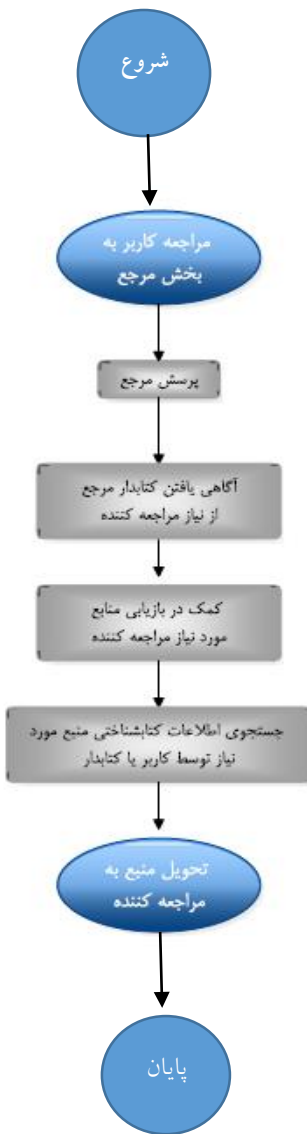 شروع
مراجعه کاربر به
بخش مرجع
پرسش مرجع
آگاهی یافتن کتابدار مرجع
از نیاز مراجعه کننده
کمک در بازیابی منابع
مورد نیاز مراجعه کننده
جستجوی اطلاعات کتابشناختی منبع مورد
نیاز توسط کاربر یا کتابدار
تحویل منبع به
مراجعه کننده
پایان